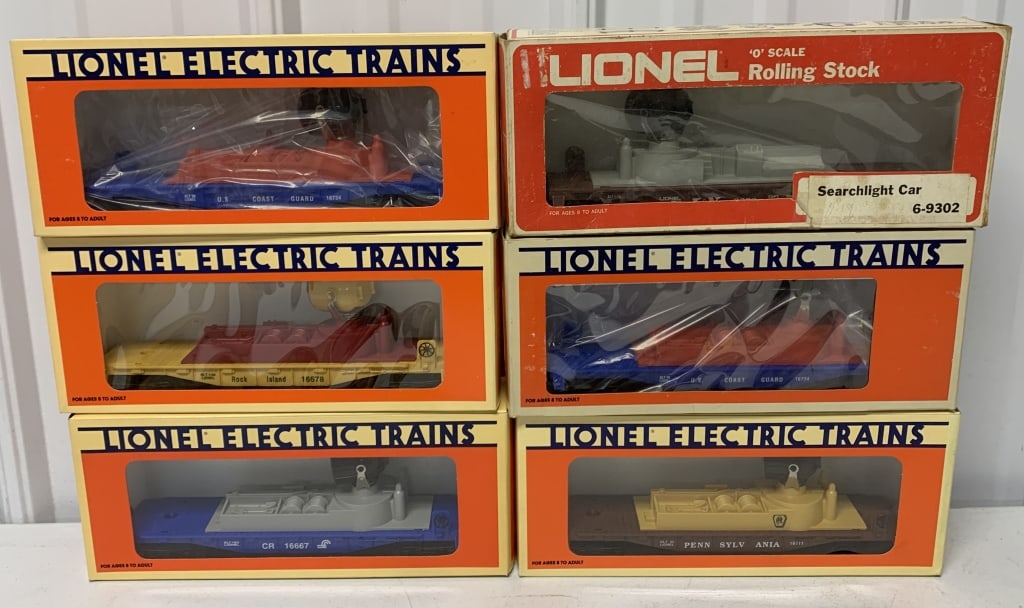 LIONEL ELECTRIC TRAINS
U.S. COAST GUARD 16734
FOR AGES 8 TO ADULT
LIONEL 'O' SCALE
Rolling Stock
LIONEL
FOR AGES 8 TO ADULT
Searchlight Car
6-9302
LIONEL ELECTRIC TRAINS
Rock Island 16678
FOR AGES 8 TO ADULT
LIONEL ELECTRIC TRAINS
U.S. COAST GUARD 16734
FOR AGES 8 TO ADULT
LIONEL ELECTRIC TRAINS
CR 16667
FOR AGES 8 TO ADULT
LIONEL ELECTRIC TRAINS
PENN SYLV ANIA
FOR AGES 8 TO ADULT